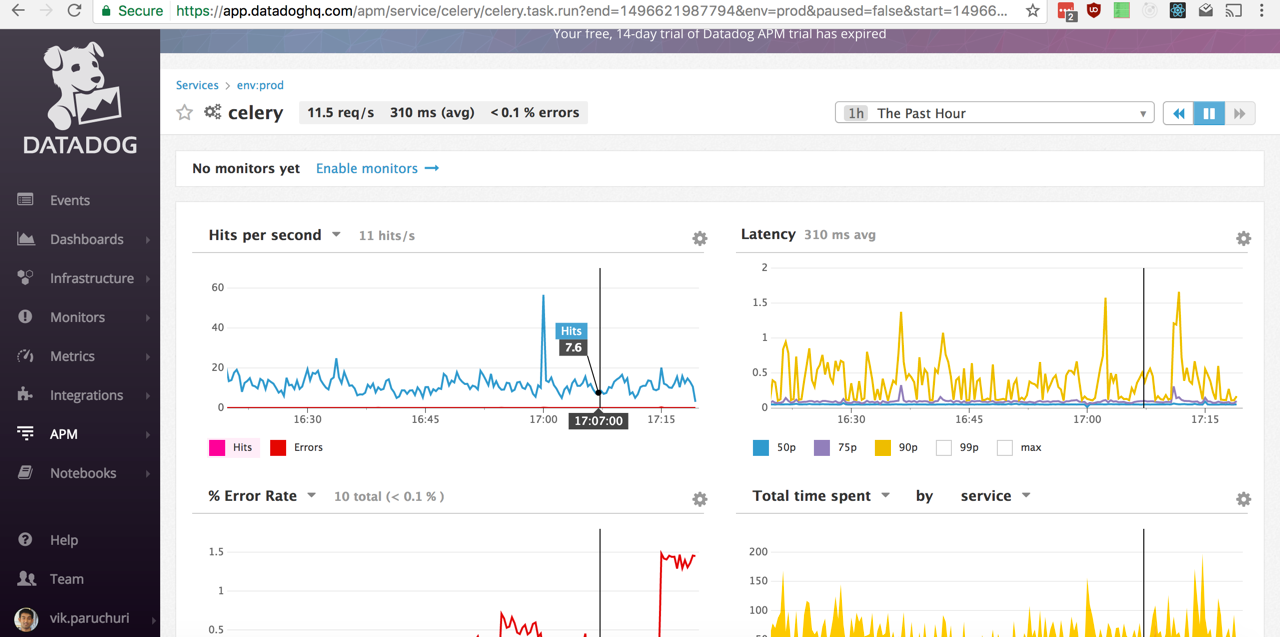 Secure https://app.datadoghq.com/apm/service/celery/celery.task.run?end=1496621987794&env=prod&paused=false&start=14966...
2
Your free, 14-day trial of Datadog APM trial has expired
DATADOG
Events
Dashboards
Infrastructure
Monitors
Metrics
Integrations
APM
Notebooks
Help
Team
vik.paruchuri
Services > env:prod
celery 11.5 req/s 310 ms (avg) < 0.1 % errors
1h The Past Hour
No monitors yet Enable monitors →
Hits per second 11 hits/s
60
40
20
0
Hits
7.6
16:30 16:45 17:00 17:07:00 17:15
Hits Errors
Latency 310 ms avg
2
1.5
1
0.5
0
16:30 16:45 17:00 17:15
50p 75p 90p 99p max
% Error Rate 10 total (< 0.1 % )
1.5
1
0.5
Total time spent by service
200
150
100